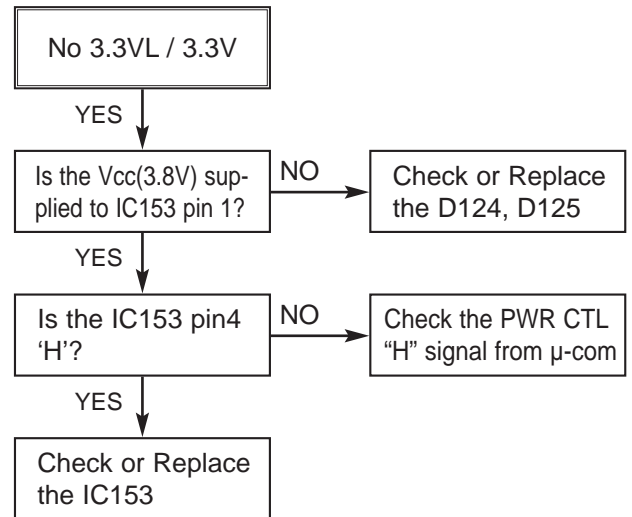 No 3.3VL / 3.3V
YES
Is the Vcc(3.8V) sup-
plied to IC153 pin 1?
NO
Check or Replace
the D124, D125
YES
Is the IC153 pin4
‘H’?
NO
Check the PWR CTL
“H” signal from µ-com
YES
Check or Replace
the IC153